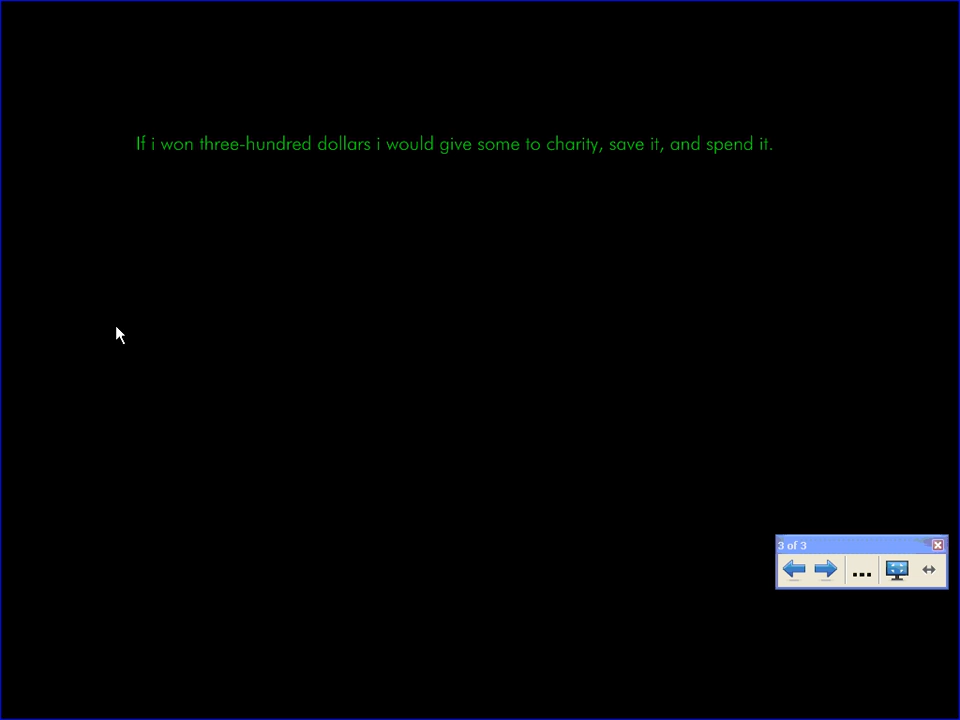 If i won three-hundred dollars i would give some to charity, save it, and spend it.
3 of 3